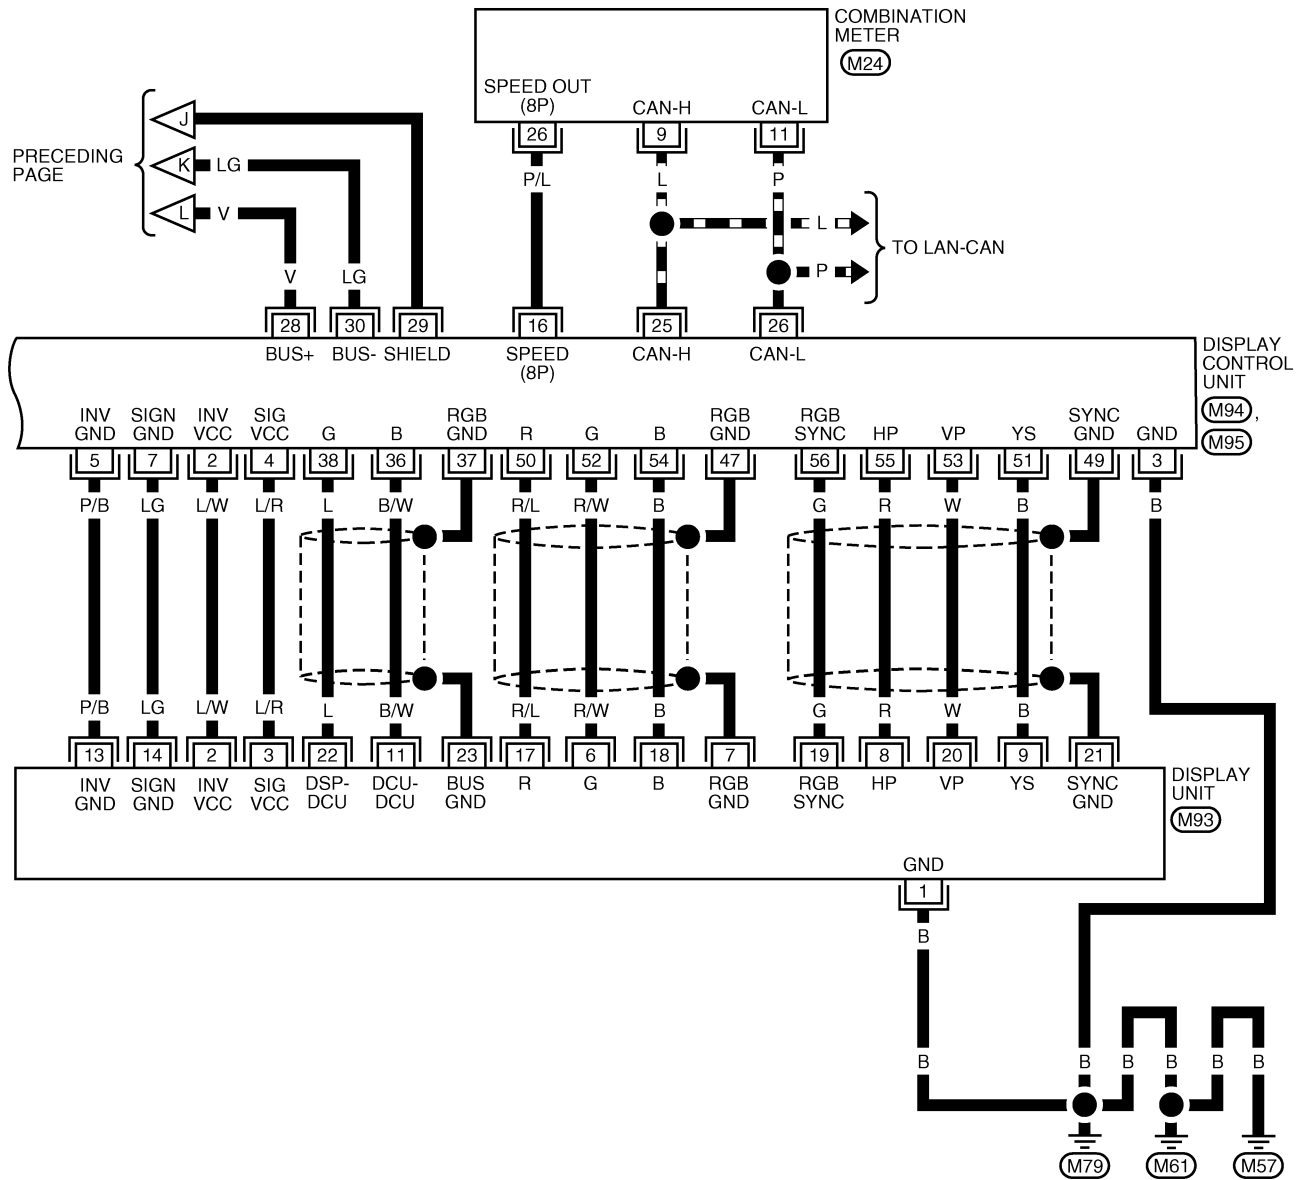 COMBINATION
METER
M24
SPEED OUT
(8P)
CAN-H
CAN-L
26
9
11
PRECEDING
PAGE
J
K
LG
L
V
P/L
L
P
L
P
TO LAN-CAN
V
LG
28
30
29
16
25
26
BUS+
BUS-
SHIELD
SPEED
(8P)
CAN-H
CAN-L
DISPLAY
CONTROL
UNIT
M94 ,
M95
INV
GND
SIGN
GND
INV
VCC
SIG
VCC
G
B
RGB
GND
R
G
B
RGB
GND
RGB
SYNC
HP
VP
YS
SYNC
GND
GND
5
7
2
4
38
36
37
50
52
54
47
56
55
53
51
49
3
P/B
LG
L/W
L/R
L
B/W
R/L
R/W
B
G
R
W
B
B
P/B
LG
L/W
L/R
L
B/W
R/L
R/W
B
G
R
W
B
13
14
2
3
22
11
23
17
6
18
7
19
8
20
9
21
INV
GND
SIGN
GND
INV
VCC
SIG
VCC
DSP-
DCU
DCU-
DCU
BUS
GND
R
G
B
RGB
GND
RGB
SYNC
HP
VP
YS
SYNC
GND
DISPLAY
UNIT
M93
GND
1
B
B
B
B
B
B
B
M79
M61
M57